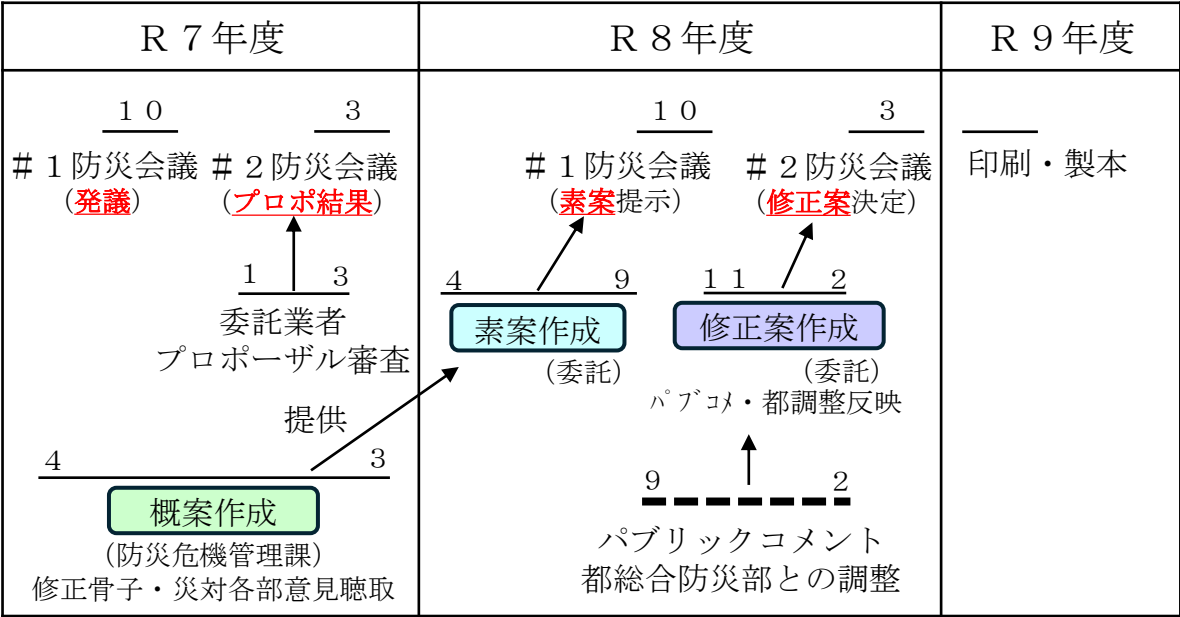 Ｒ７年度
Ｒ８年度
Ｒ９年度
１０
３
＃１防災会議
＃２防災会議
（発議）
（プロポ結果）
１
３
委託業者
プロポーザル審査
提供
４
３
概案作成
（防災危機管理課）
修正骨子・災対各部意見聴取
１０
３
＃１防災会議
＃２防災会議
（素案提示）
（修正案決定）
４
９
１１
２
素案作成
修正案作成
（委託）
（委託）
ﾊﾟﾌﾞｺﾒ・都調整反映
９
２
パブリックコメント
都総合防災部との調整
印刷・製本